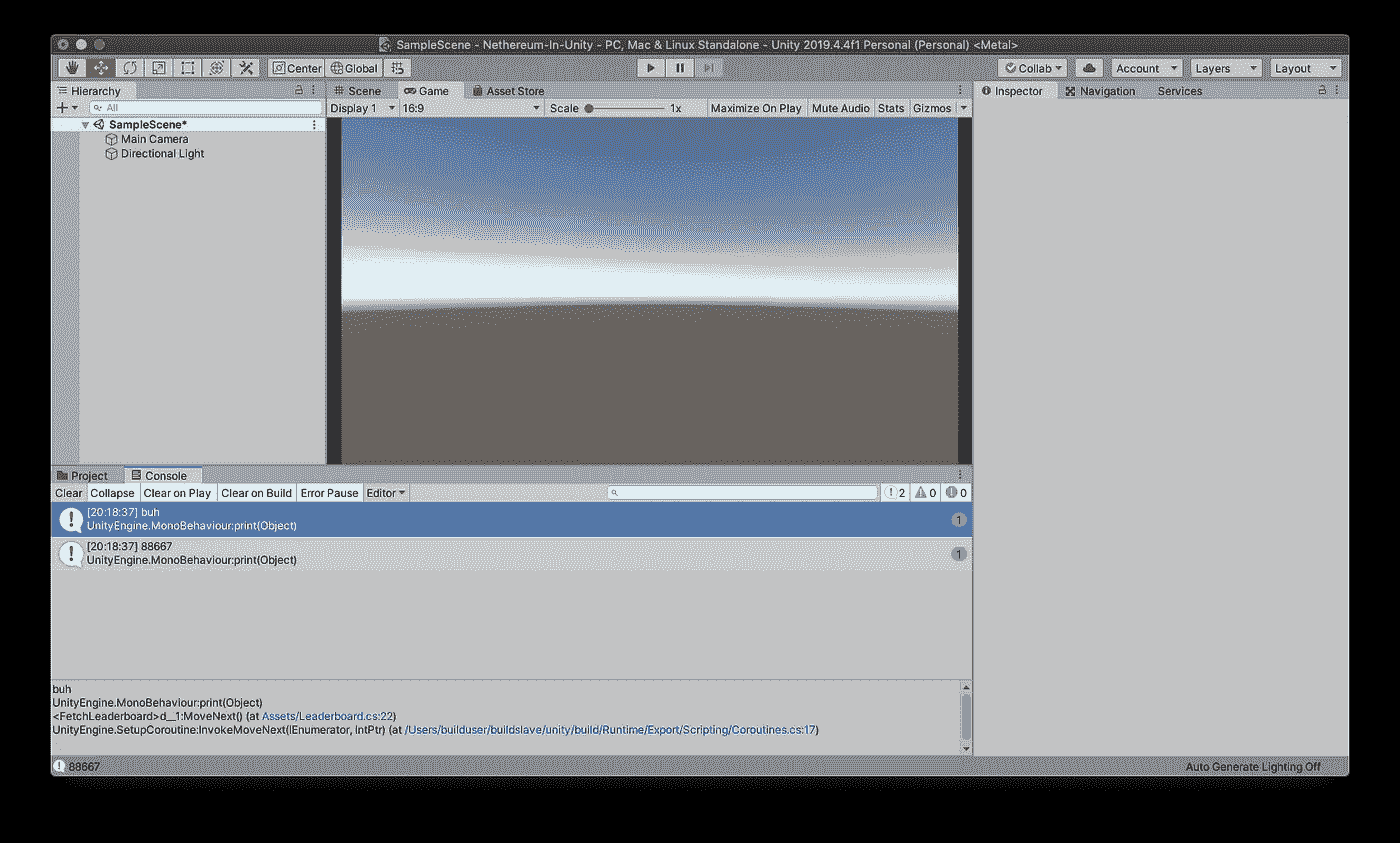 SampleScene - Nethereum-In-Unity - PC, Mac & Linux Standalone - Unity 2019.4.4f1 Personal (Personal) <Metal>
Center Global Collab Account Layers Layout
Hierarchy
All
SampleScene*
Main Camera
Directional Light
Scene Game Asset Store
Display 1 16:9 Scale 1x Maximize On Play Mute Audio Stats Gizmos
Inspector Navigation Services
Project Console
Clear Collapse Clear on Play Clear on Build Error Pause Editor 2 0 0
[20:18:37] buh
UnityEngine.MonoBehaviour:print(Object)
1
[20:18:37] 88667
UnityEngine.MonoBehaviour:print(Object)
1
buh
UnityEngine.MonoBehaviour:print(Object)
<FetchLeaderboard>d__1:MoveNext() (at Assets/Leaderboard.cs:22)
UnityEngine.SetupCoroutine:InvokeMoveNext(IEnumerator, IntPtr) (at /Users/builduser/buildslave/unity/build/Runtime/Export/Scripting/Coroutines.cs:17)
88667
Auto Generate Lighting Off